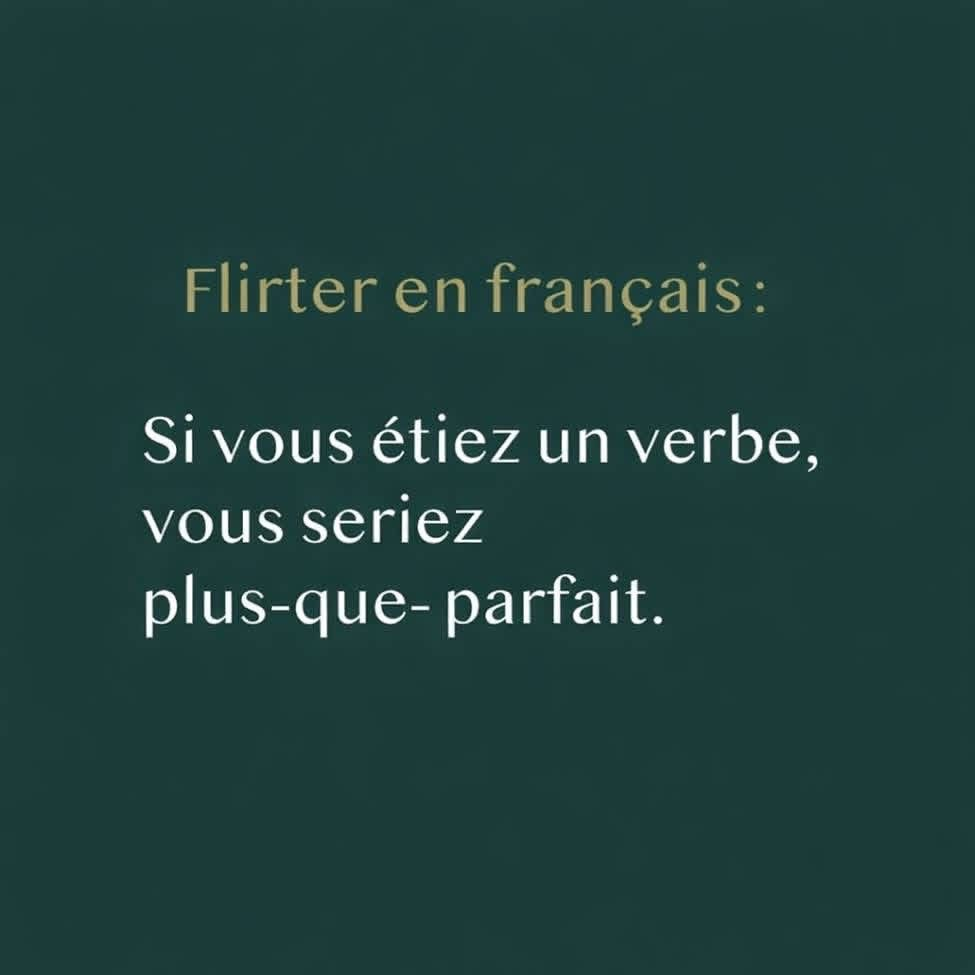 Flirter en français :
Si vous étiez un verbe,
vous seriez
plus-que- parfait.